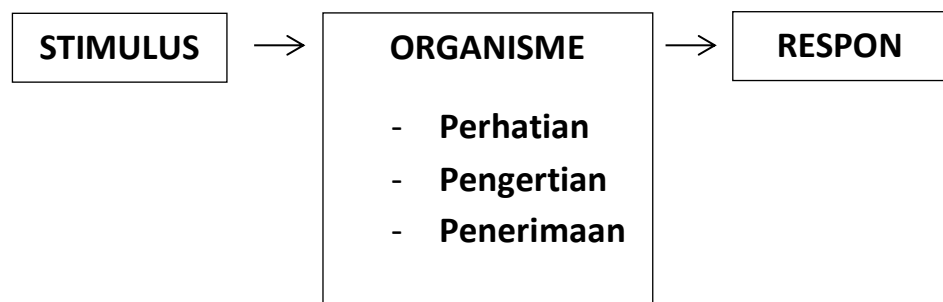 STIMULUS
ORGANISME
- Perhatian
- Pengertian
- Penerimaan
RESPON